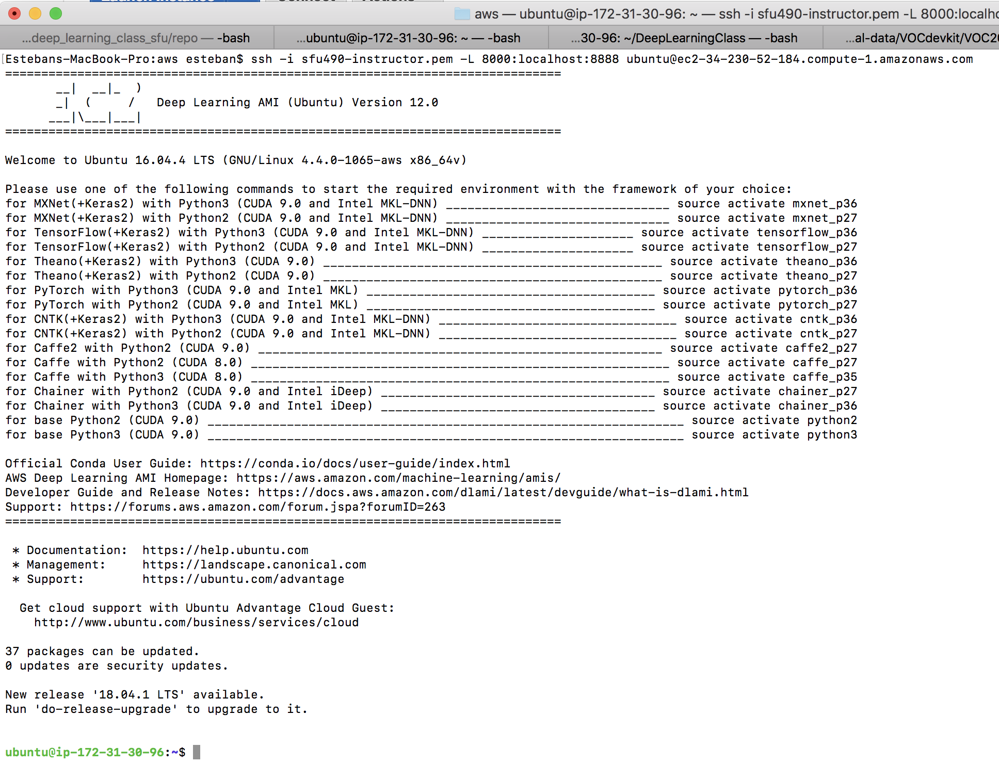 Launch Instance Connect Actions
aws — ubuntu@ip-172-31-30-96: ~ — ssh -i sfu490-instructor.pem -L 8000:localho
...deep_learning_class_sfu/repo — -bash ...ubuntu@ip-172-31-30-96: ~ — -bash ...30-96: ~/DeepLearningClass — -bash ...al-data/VOCdevkit/VOC20
[Estebans-MacBook-Pro:aws esteban$ ssh -i sfu490-instructor.pem -L 8000:localhost:8888 ubuntu@ec2-34-230-52-184.compute-1.amazonaws.com
=============================================================================
       __|  __|_  )
       _|  (     /   Deep Learning AMI (Ubuntu) Version 12.0
      ___|\___|___|
=============================================================================
Welcome to Ubuntu 16.04.4 LTS (GNU/Linux 4.4.0-1065-aws x86_64v)
Please use one of the following commands to start the required environment with the framework of your choice:
for MXNet(+Keras2) with Python3 (CUDA 9.0 and Intel MKL-DNN) _______________________________ source activate mxnet_p36
for MXNet(+Keras2) with Python2 (CUDA 9.0 and Intel MKL-DNN) _______________________________ source activate mxnet_p27
for TensorFlow(+Keras2) with Python3 (CUDA 9.0 and Intel MKL-DNN) _____________________ source activate tensorflow_p36
for TensorFlow(+Keras2) with Python2 (CUDA 9.0 and Intel MKL-DNN) _____________________ source activate tensorflow_p27
for Theano(+Keras2) with Python3 (CUDA 9.0) _______________________________________________ source activate theano_p36
for Theano(+Keras2) with Python2 (CUDA 9.0) _______________________________________________ source activate theano_p27
for PyTorch with Python3 (CUDA 9.0 and Intel MKL) ________________________________________ source activate pytorch_p36
for PyTorch with Python2 (CUDA 9.0 and Intel MKL) ________________________________________ source activate pytorch_p27
for CNTK(+Keras2) with Python3 (CUDA 9.0 and Intel MKL-DNN) _________________________________ source activate cntk_p36
for CNTK(+Keras2) with Python2 (CUDA 9.0 and Intel MKL-DNN) _________________________________ source activate cntk_p27
for Caffe2 with Python2 (CUDA 9.0) ________________________________________________________ source activate caffe2_p27
for Caffe with Python2 (CUDA 8.0) __________________________________________________________ source activate caffe_p27
for Caffe with Python3 (CUDA 8.0) __________________________________________________________ source activate caffe_p35
for Chainer with Python2 (CUDA 9.0 and Intel iDeep) ______________________________________ source activate chainer_p27
for Chainer with Python3 (CUDA 9.0 and Intel iDeep) ______________________________________ source activate chainer_p36
for base Python2 (CUDA 9.0) __________________________________________________________________ source activate python2
for base Python3 (CUDA 9.0) __________________________________________________________________ source activate python3
Official Conda User Guide: https://conda.io/docs/user-guide/index.html
AWS Deep Learning AMI Homepage: https://aws.amazon.com/machine-learning/amis/
Developer Guide and Release Notes: https://docs.aws.amazon.com/dlami/latest/devguide/what-is-dlami.html
Support: https://forums.aws.amazon.com/forum.jspa?forumID=263
=============================================================================
 * Documentation:  https://help.ubuntu.com
 * Management:     https://landscape.canonical.com
 * Support:        https://ubuntu.com/advantage
  Get cloud support with Ubuntu Advantage Cloud Guest:
    http://www.ubuntu.com/business/services/cloud
37 packages can be updated.
0 updates are security updates.
New release '18.04.1 LTS' available.
Run 'do-release-upgrade' to upgrade to it.
ubuntu@ip-172-31-30-96:~$